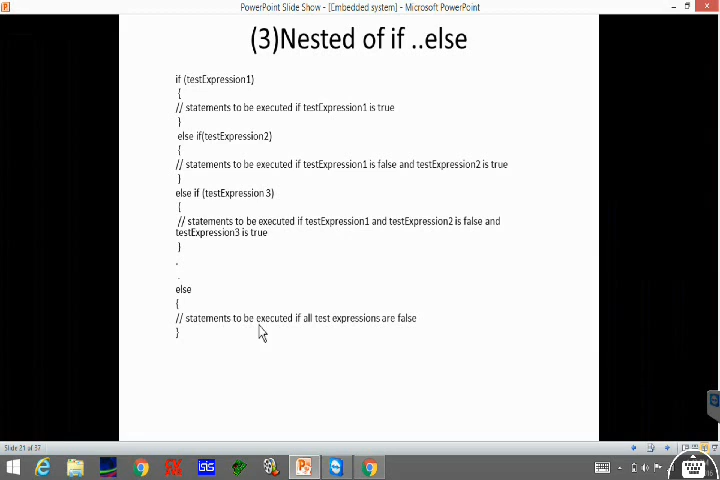 PowerPoint Slide Show - [Embedded system] - Microsoft PowerPoint
(3)Nested of if ..else
if (testExpression1)
{
// statements to be executed if testExpression1 is true
}
else if(testExpression2)
{
// statements to be executed if testExpression1 is false and testExpression2 is true
}
else if (testExpression 3)
{
// statements to be executed if testExpression1 and testExpression2 is false and
testExpression3 is true
}
.
.
else
{
// statements to be executed if all test expressions are false
}
Slide 21 of 37
isis